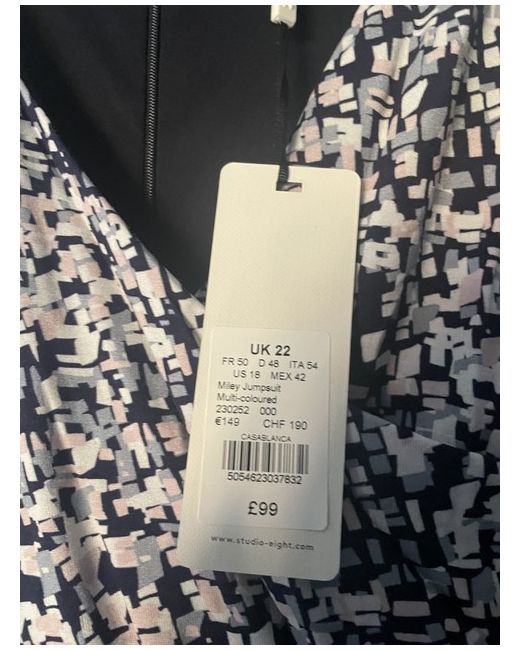 UK 22
FR 50 D 48 ITA 54
US 18 MEX 42
Miley Jumpsuit
Multi-coloured
230252 000
€149 CHF 190
CASABLANCA
5054623037832
£99
www.studio-eight.com